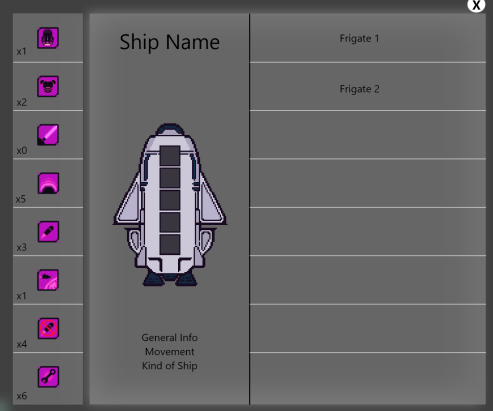 X
Ship Name
Frigate 1
Frigate 2
x1
x2
x0
x5
x3
x1
x4
x6
General Info
Movement
Kind of Ship